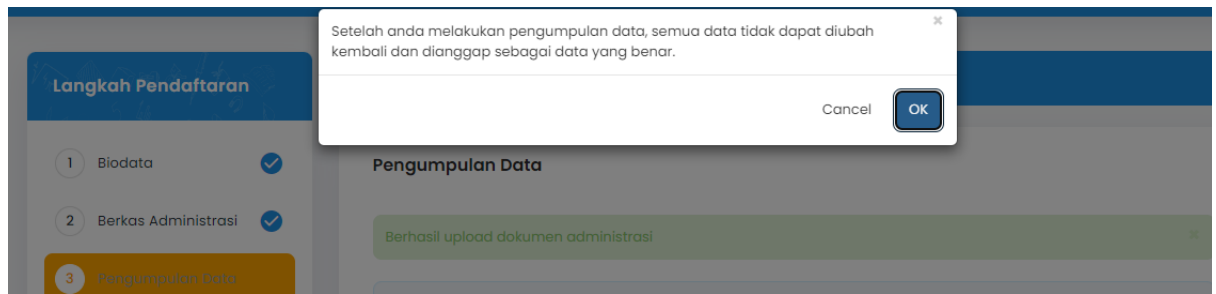 Setelah anda melakukan pengumpulan data, semua data tidak dapat diubah
kembali dan dianggap sebagai data yang benar.
×
Cancel
OK
Langkah Pendaftaran
1 Biodata
2 Berkas Administrasi
3 Pengumpulan Data
Pengumpulan Data
Berhasil upload dokumen administrasi
×